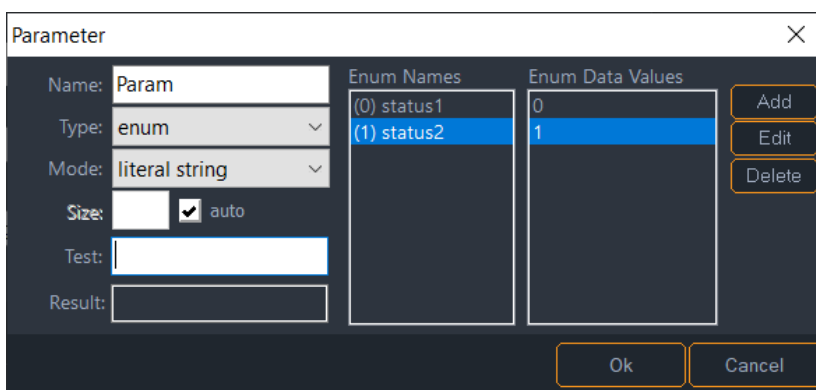 Parameter
Name: Param
Type: enum
Mode: literal string
Size: auto
Test:
Result:
Enum Names
(0) status1
(1) status2
Enum Data Values
0
1
Add
Edit
Delete
Ok
Cancel